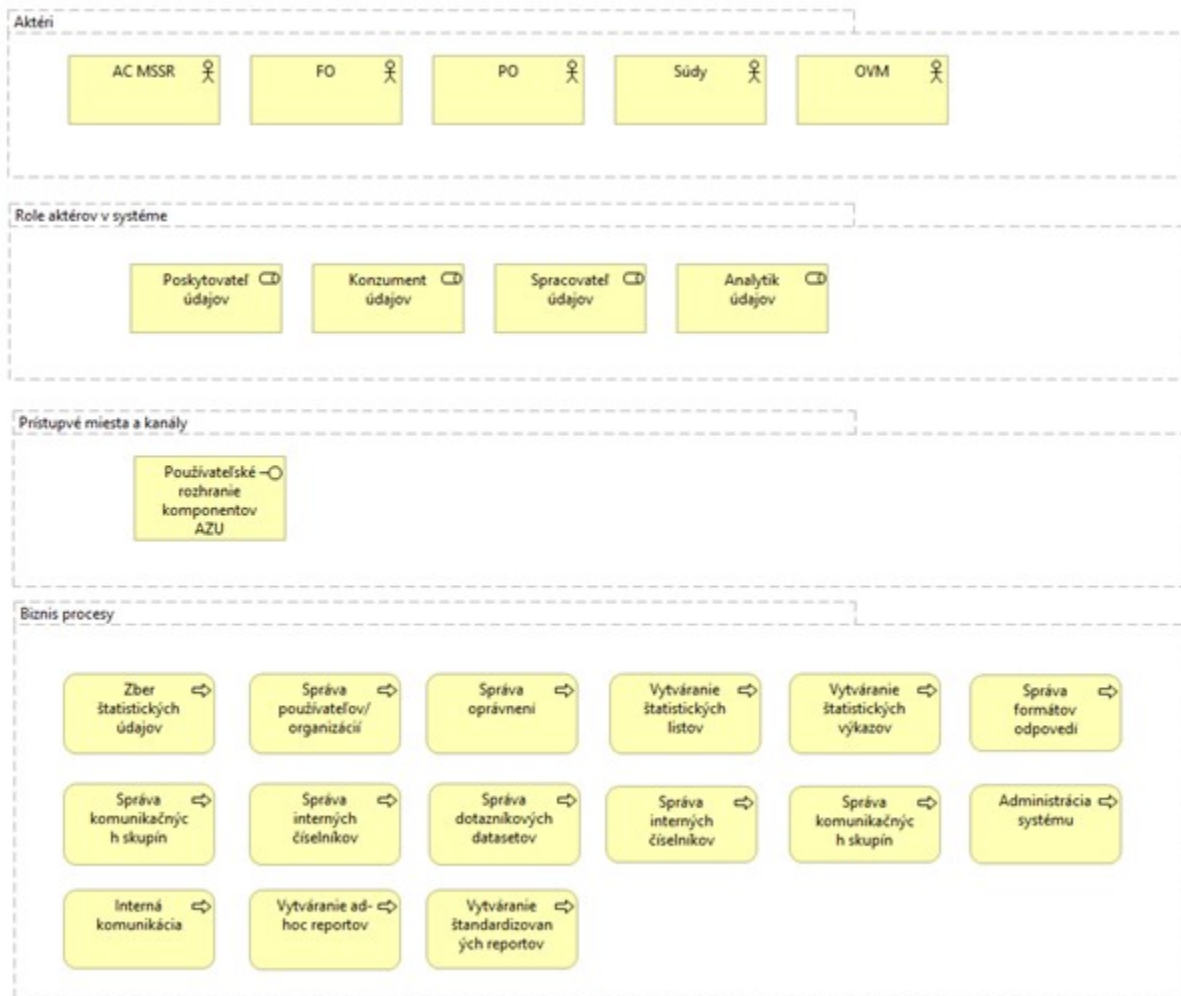 Aktéri
AC MSSR
FO
PO
Súdy
OVM
Role aktérov v systéme
Poskytovateľ
údajov
Konzument
údajov
Spracovateľ
údajov
Analytik
údajov
Prístupvé miesta a kanály
Používateľské
rozhranie
komponentov
AZU
Biznis procesy
Zber
štatistických
údajov
Správa
používateľov/
organizácií
Správa
oprávnení
Vytváranie
štatistických
listov
Vytváranie
štatistických
výkazov
Správa
formátov
odpovedí
Správa
komunikačnýc
h skupín
Správa
interných
číselníkov
Správa
dotazníkových
datasetov
Správa
interných
číselníkov
Správa
komunikačnýc
h skupín
Administrácia
systému
Interná
komunikácia
Vytváranie ad-
hoc reportov
Vytváranie
štandardizovan
ých reportov